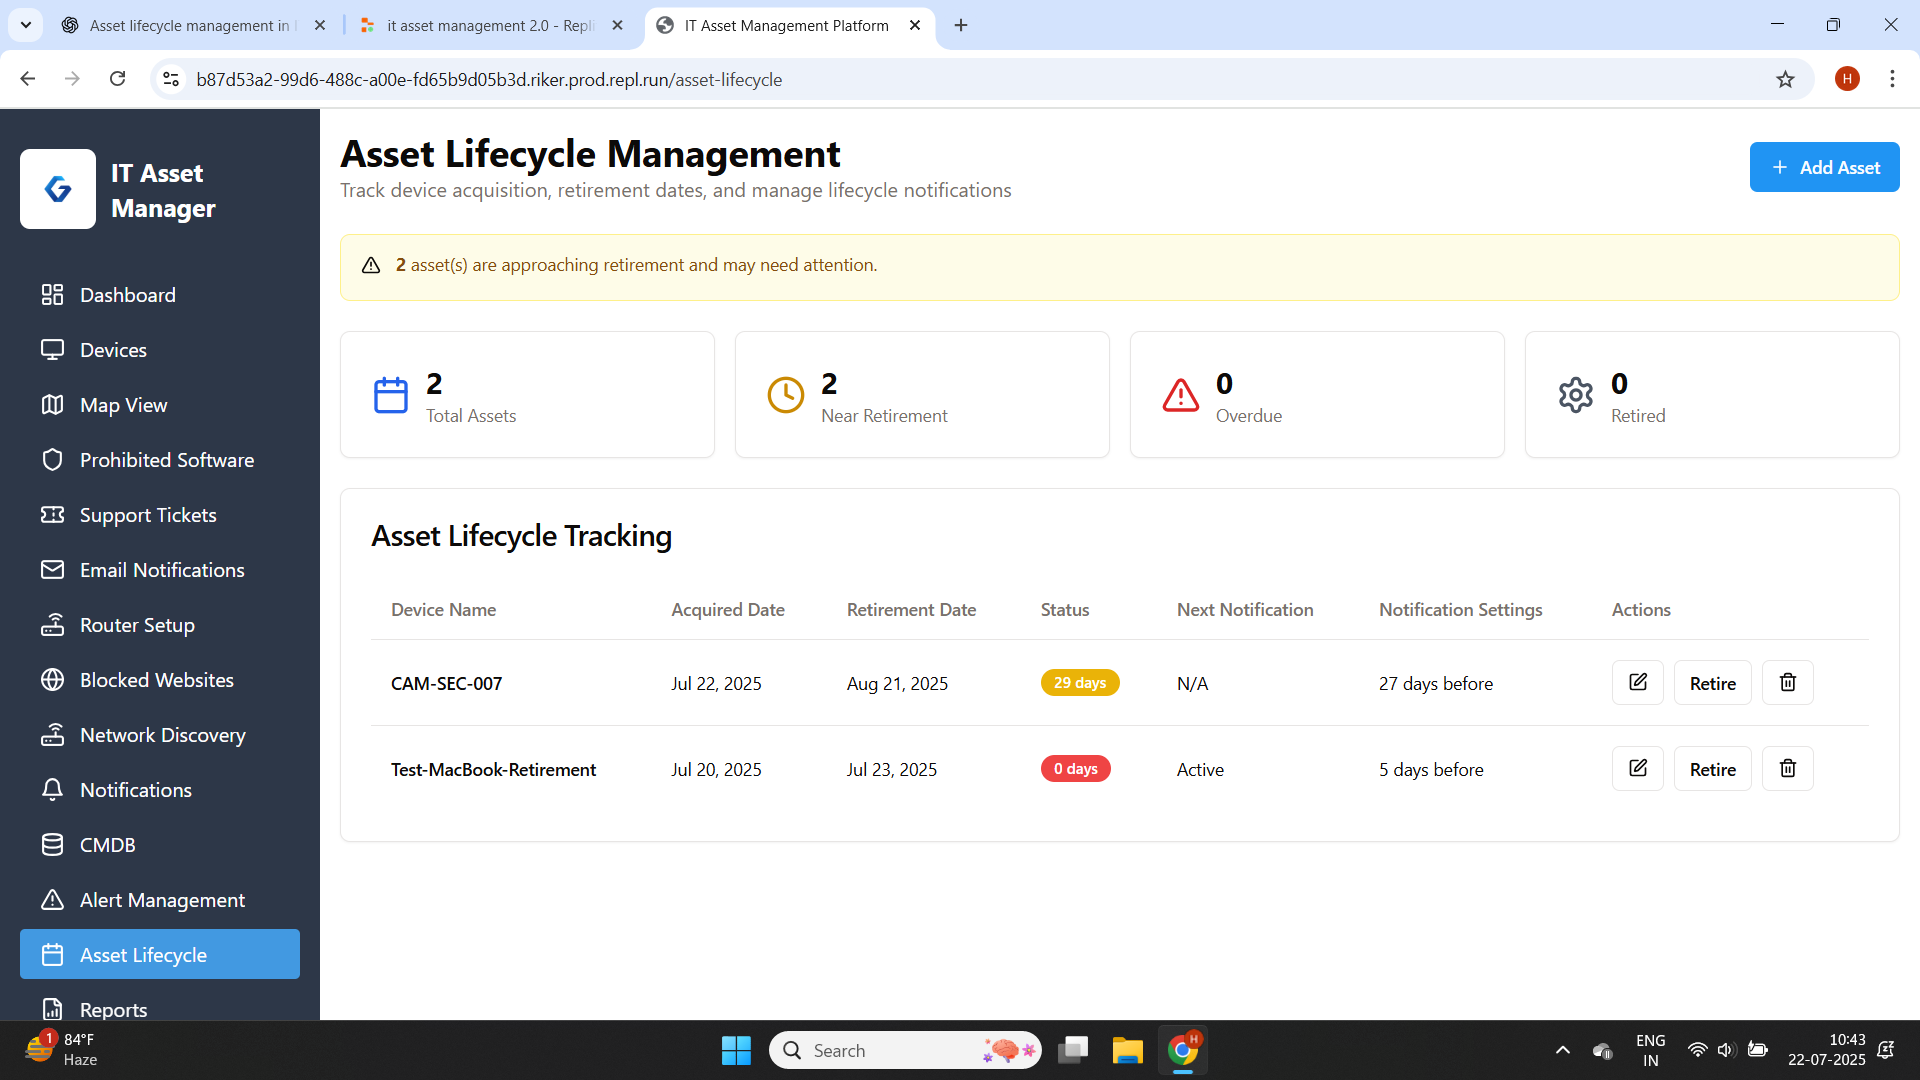 Asset lifecycle management in
it asset management 2.0 - Repli
IT Asset Management Platform
b87d53a2-99d6-488c-a00e-fd65b9d05b3d.riker.prod.repl.run/asset-lifecycle
H
IT Asset
Manager
Dashboard
Devices
Map View
Prohibited Software
Support Tickets
Email Notifications
Router Setup
Blocked Websites
Network Discovery
Notifications
CMDB
Alert Management
Asset Lifecycle
Reports
Asset Lifecycle Management
Track device acquisition, retirement dates, and manage lifecycle notifications
+ Add Asset
2 asset(s) are approaching retirement and may need attention.
2
Total Assets
2
Near Retirement
0
Overdue
0
Retired
Asset Lifecycle Tracking
Device Name Acquired Date Retirement Date Status Next Notification Notification Settings Actions
CAM-SEC-007 Jul 22, 2025 Aug 21, 2025 29 days N/A 27 days before Retire
Test-MacBook-Retirement Jul 20, 2025 Jul 23, 2025 0 days Active 5 days before Retire
1
84°F
Haze
Search
H
ENG
IN
10:43
22-07-2025